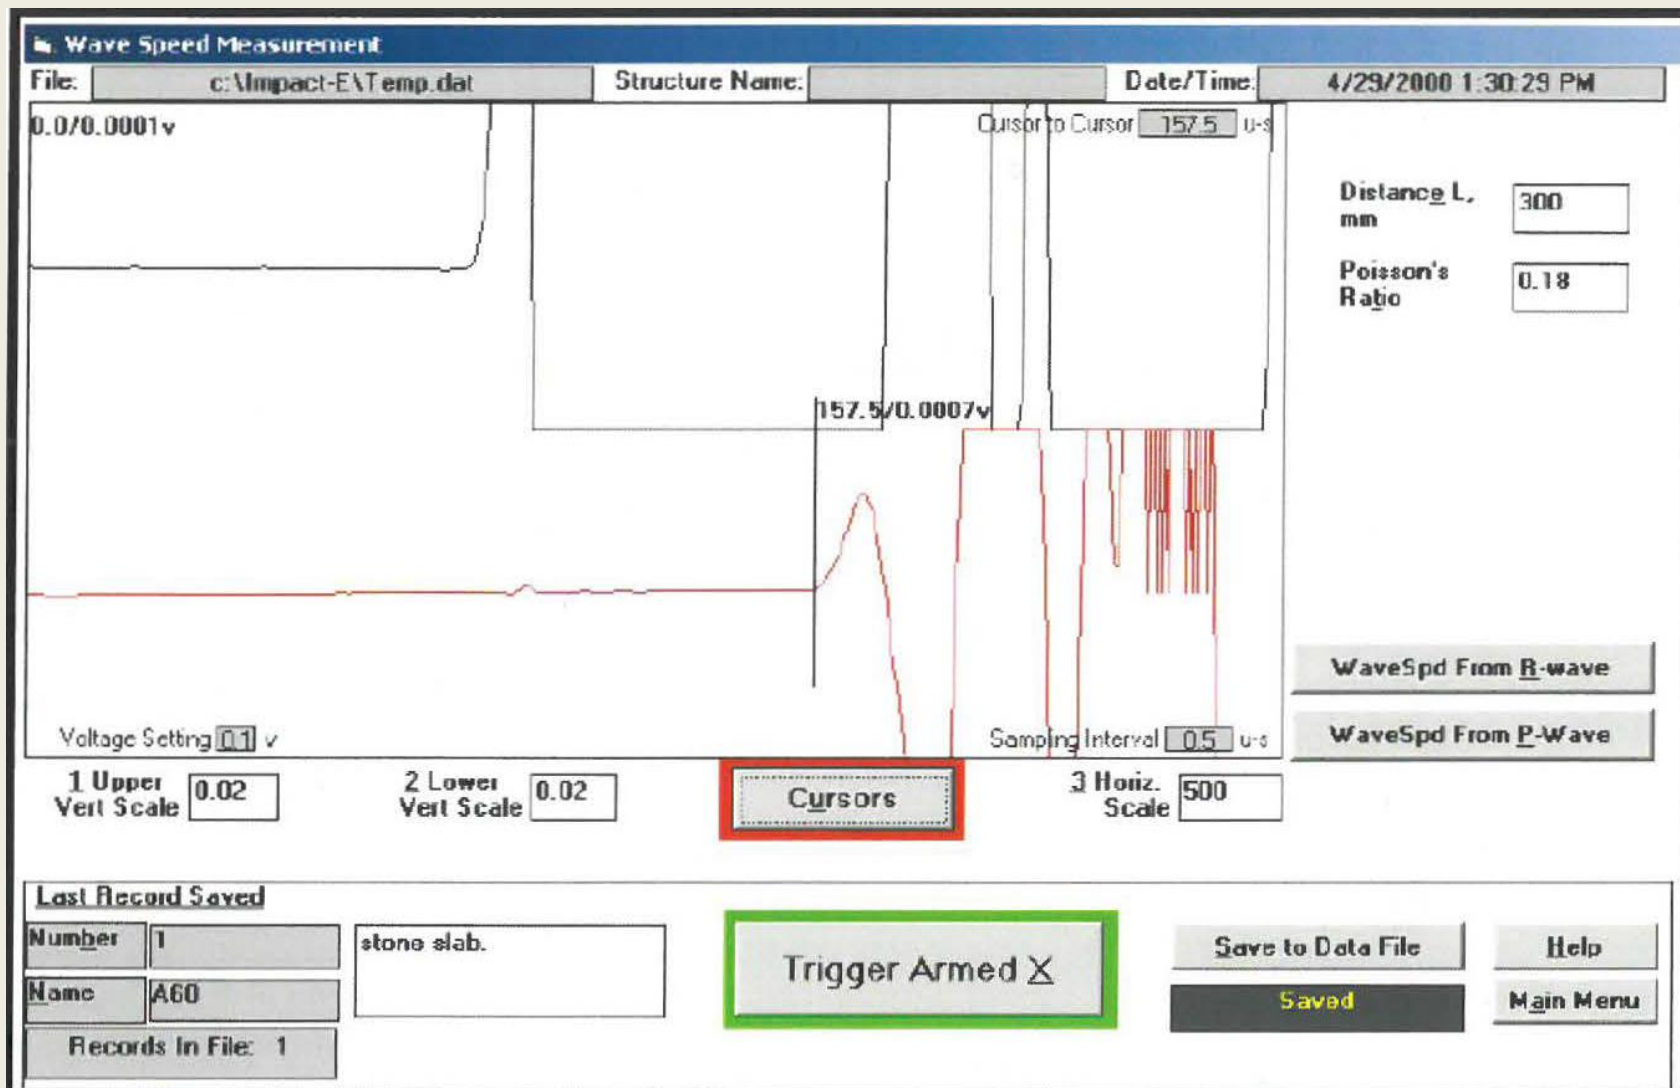 Wave Speed Measurement
File: c:\Impact-E\Temp.dat Structure Name: Date/Time: 4/29/2000 1:30:29 PM
0.0/0.0001v
Cursor to Cursor 157.5 u-s
Distance L, mm 300
Poisson's Ratio 0.18
157.5/0.0007v
WaveSpd From R-wave
WaveSpd From P-Wave
Voltage Setting 0.1 v
Sampling Interval 0.5 u-s
1 Upper Vert Scale 0.02
2 Lower Vert Scale 0.02
Cursors
3 Horiz. Scale 500
Last Record Saved
Number 1
stone slab.
Name A60
Records In File: 1
Trigger Armed X
Save to Data File
Help
Saved
Main Menu